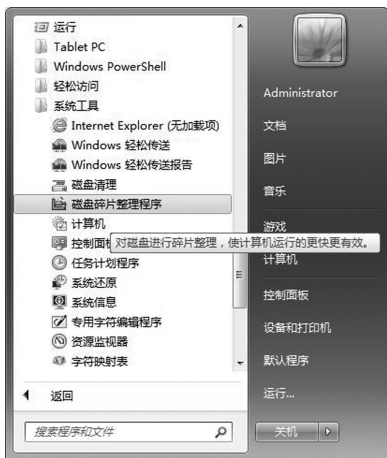 运行
Tablet PC
Windows PowerShell
轻松访问
系统工具
Internet Explorer (无加载项)
Windows 轻松传送
Windows 轻松传送报告
磁盘清理
磁盘碎片整理程序
计算机
控制面板
对磁盘进行碎片整理，使计算机运行的更快更有效。
任务计划程序
系统还原
系统信息
专用字符编辑程序
资源监视器
字符映射表
返回
搜索程序和文件
Administrator
文档
图片
音乐
游戏
计算机
控制面板
设备和打印机
默认程序
运行...
关机